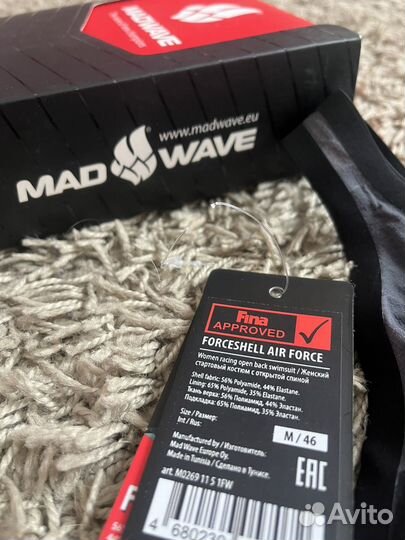 MADWAVE
www.madwave.eu
MAD WAVE
Fina
APPROVED
FORCESHELL AIR FORCE
Women racing open back swimsuit / Женский
стартовый костюм с открытой спиной
Shell fabric: 56% Polyamide, 44% Elastane.
Lining: 65% Polyamide, 35% Elastane.
Ткань верха: 56% Полиамид, 44% Эластан.
Подкладка: 65% Полиамид, 35% Эластан.
Size / Размер:
Int / Rus:
M / 46
Manufactured by / Изготовитель:
Mad Wave Europe Oy.
Made in Tunisia / Сделано в Тунисе.
art. M0269 11 5 1FW
EAC
4 680230
Avito